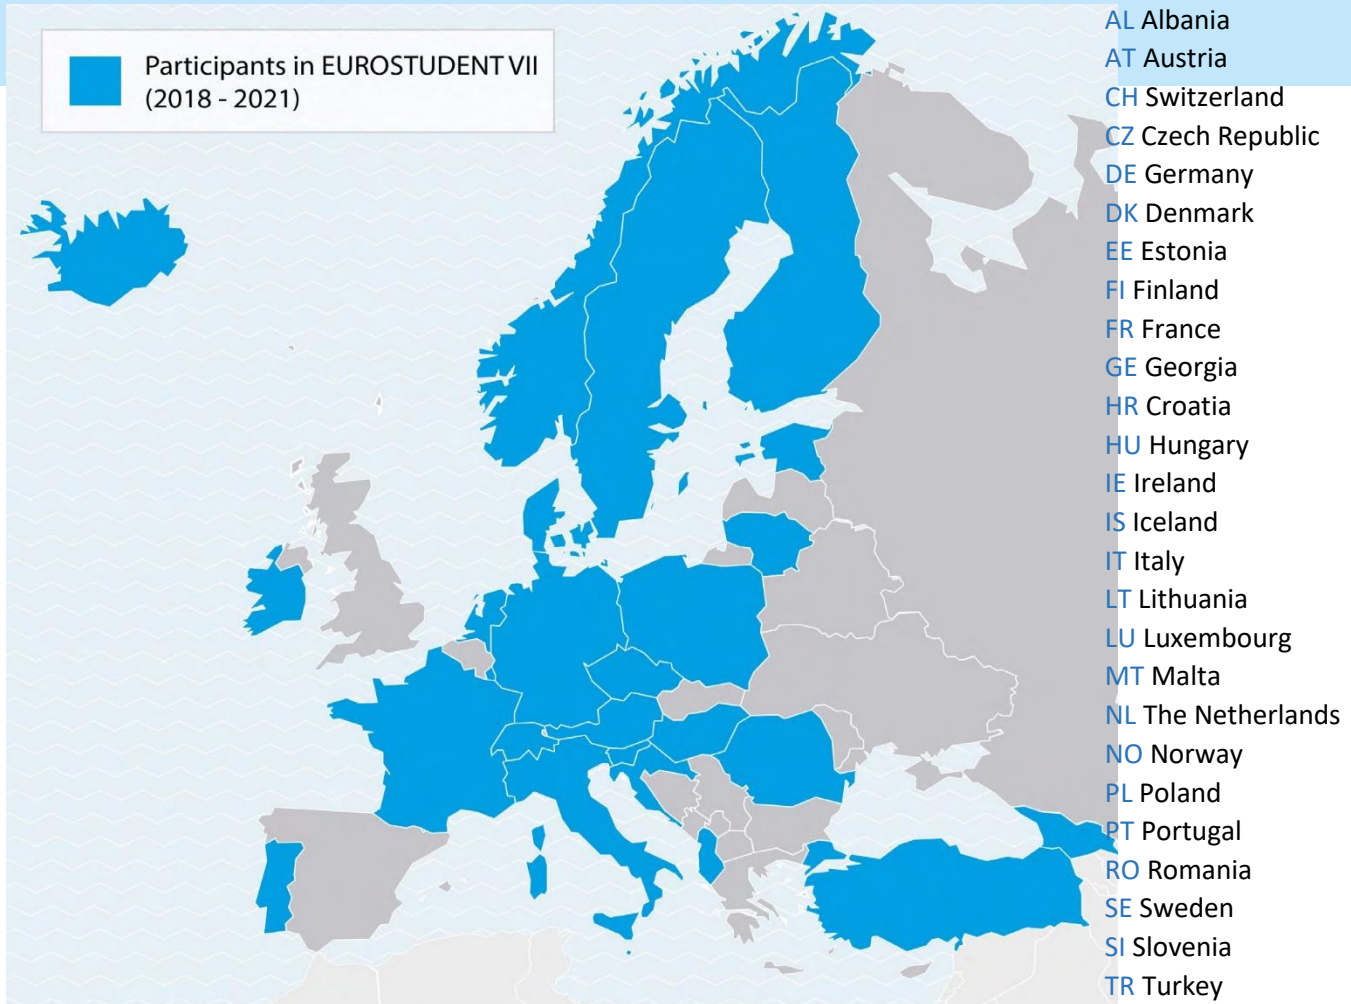 Participants in EUROSTUDENT VII
(2018 - 2021)
AL Albania
AT Austria
CH Switzerland
CZ Czech Republic
DE Germany
DK Denmark
EE Estonia
FI Finland
FR France
GE Georgia
HR Croatia
HU Hungary
IE Ireland
IS Iceland
IT Italy
LT Lithuania
LU Luxembourg
MT Malta
NL The Netherlands
NO Norway
PL Poland
PT Portugal
RO Romania
SE Sweden
SI Slovenia
TR Turkey